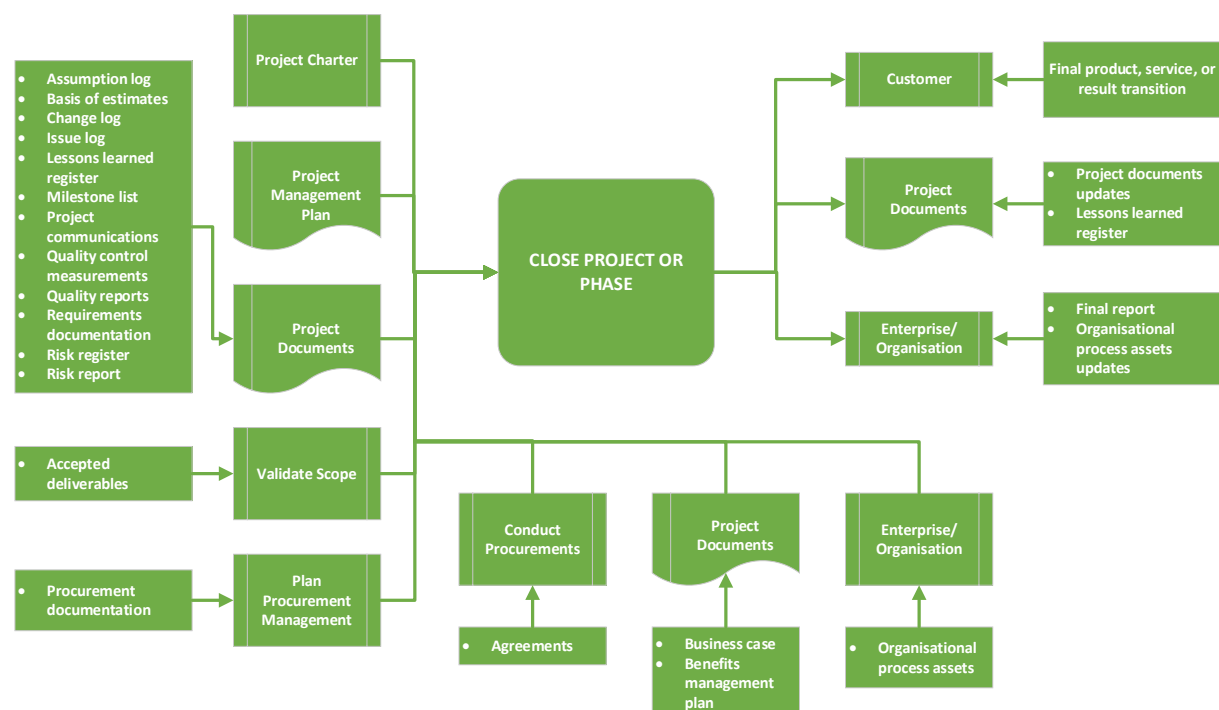 • Assumption log
• Basis of estimates
• Change log
• Issue log
• Lessons learned
register
• Milestone list
• Project
communications
• Quality control
measurements
• Quality reports
• Requirements
documentation
• Risk register
• Risk report
Project Charter
Project
Management
Plan
Project
Documents
• Accepted
deliverables
Validate Scope
• Procurement
documentation
Plan
Procurement
Management
CLOSE PROJECT OR
PHASE
Conduct
Procurements
• Agreements
Project
Documents
• Business case
• Benefits
management
plan
Enterprise/
Organisation
• Organisational
process assets
Customer
Final product, service, or
result transition
Project
Documents
• Project documents
updates
• Lessons learned
register
Enterprise/
Organisation
• Final report
• Organisational
process assets
updates